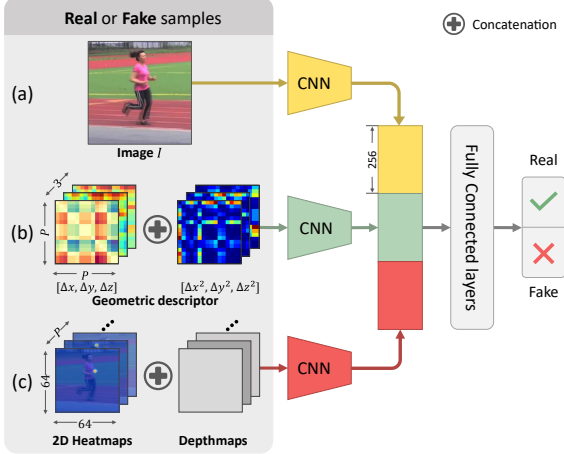 Real or Fake samples
Concatenation
(a)
CNN
Image I
256
Fully Connected layers
Real
Fake
3
P
(b)
CNN
P
[Δx, Δy, Δz]
[Δx², Δy², Δz²]
Geometric descriptor
P
(c)
64
CNN
64
2D Heatmaps
Depthmaps